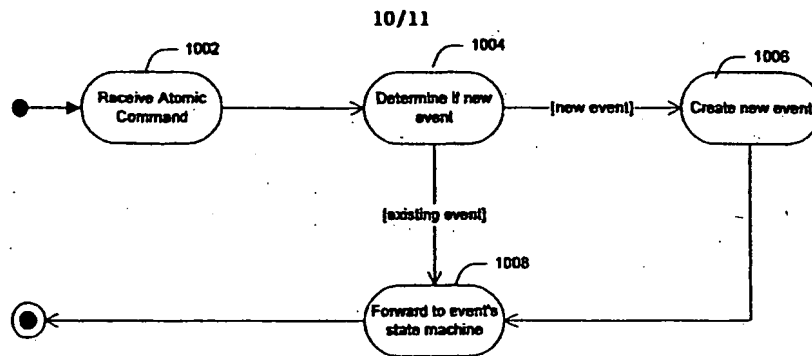 10/11
1002
1004
1006
Receive Atomic
Command
Determine if new
event
[new event]
Create new event
[existing event]
1008
Forward to event's
state machine